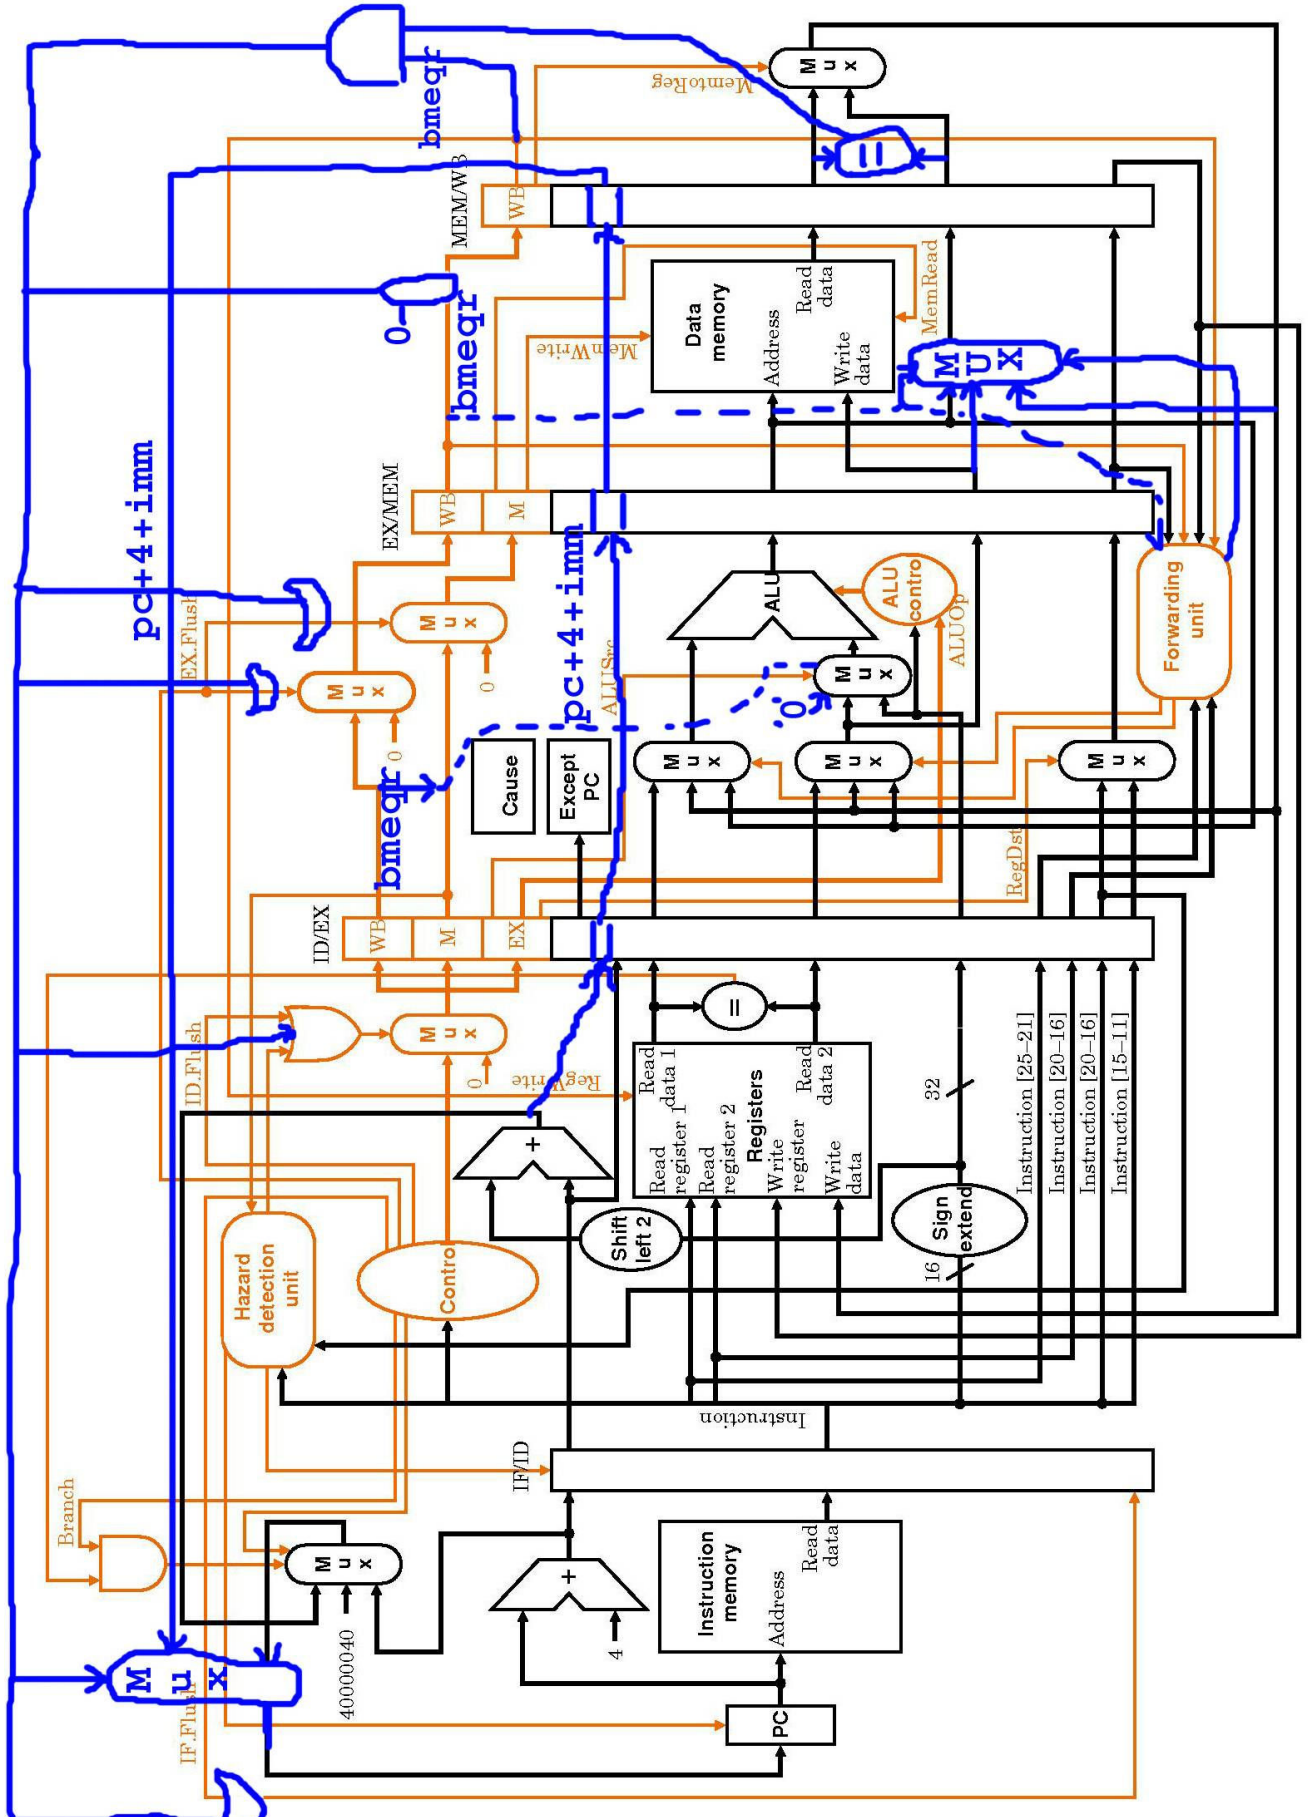 IF.Flush
Branch
ID.Flush
EX.Flush
pc+4+imm
M
u
x
Hazard
detection
unit
40000040
M
u
x
Control
0
M
u
x
ID/EX
WB
M
EX
bmeqr
0
M
u
x
0
M
u
x
EX/MEM
WB
M
0
bmeqr
bmeqr
MEM/WB
WB
IF/ID
4
+
+
Shift
left 2
RegWrite
Cause
Except
PC
ALUSrc
pc+4+imm
MemWrite
MemtoReg
PC
Instruction
memory
Address
Read
data
Instruction
Read
register 1
Read
register 2
Registers
Write
register
Write
data
Read
data 1
Read
data 2
=
M
u
x
M
u
x
0
M
u
x
ALU
ALU
contro
ALUOp
Data
memory
Address
Write
data
Read
data
MemRead
M
U
X
=
M
u
x
16
Sign
extend
32
Instruction [25–21]
Instruction [20–16]
Instruction [20–16]
Instruction [15–11]
RegDst
M
u
x
Forwarding
unit